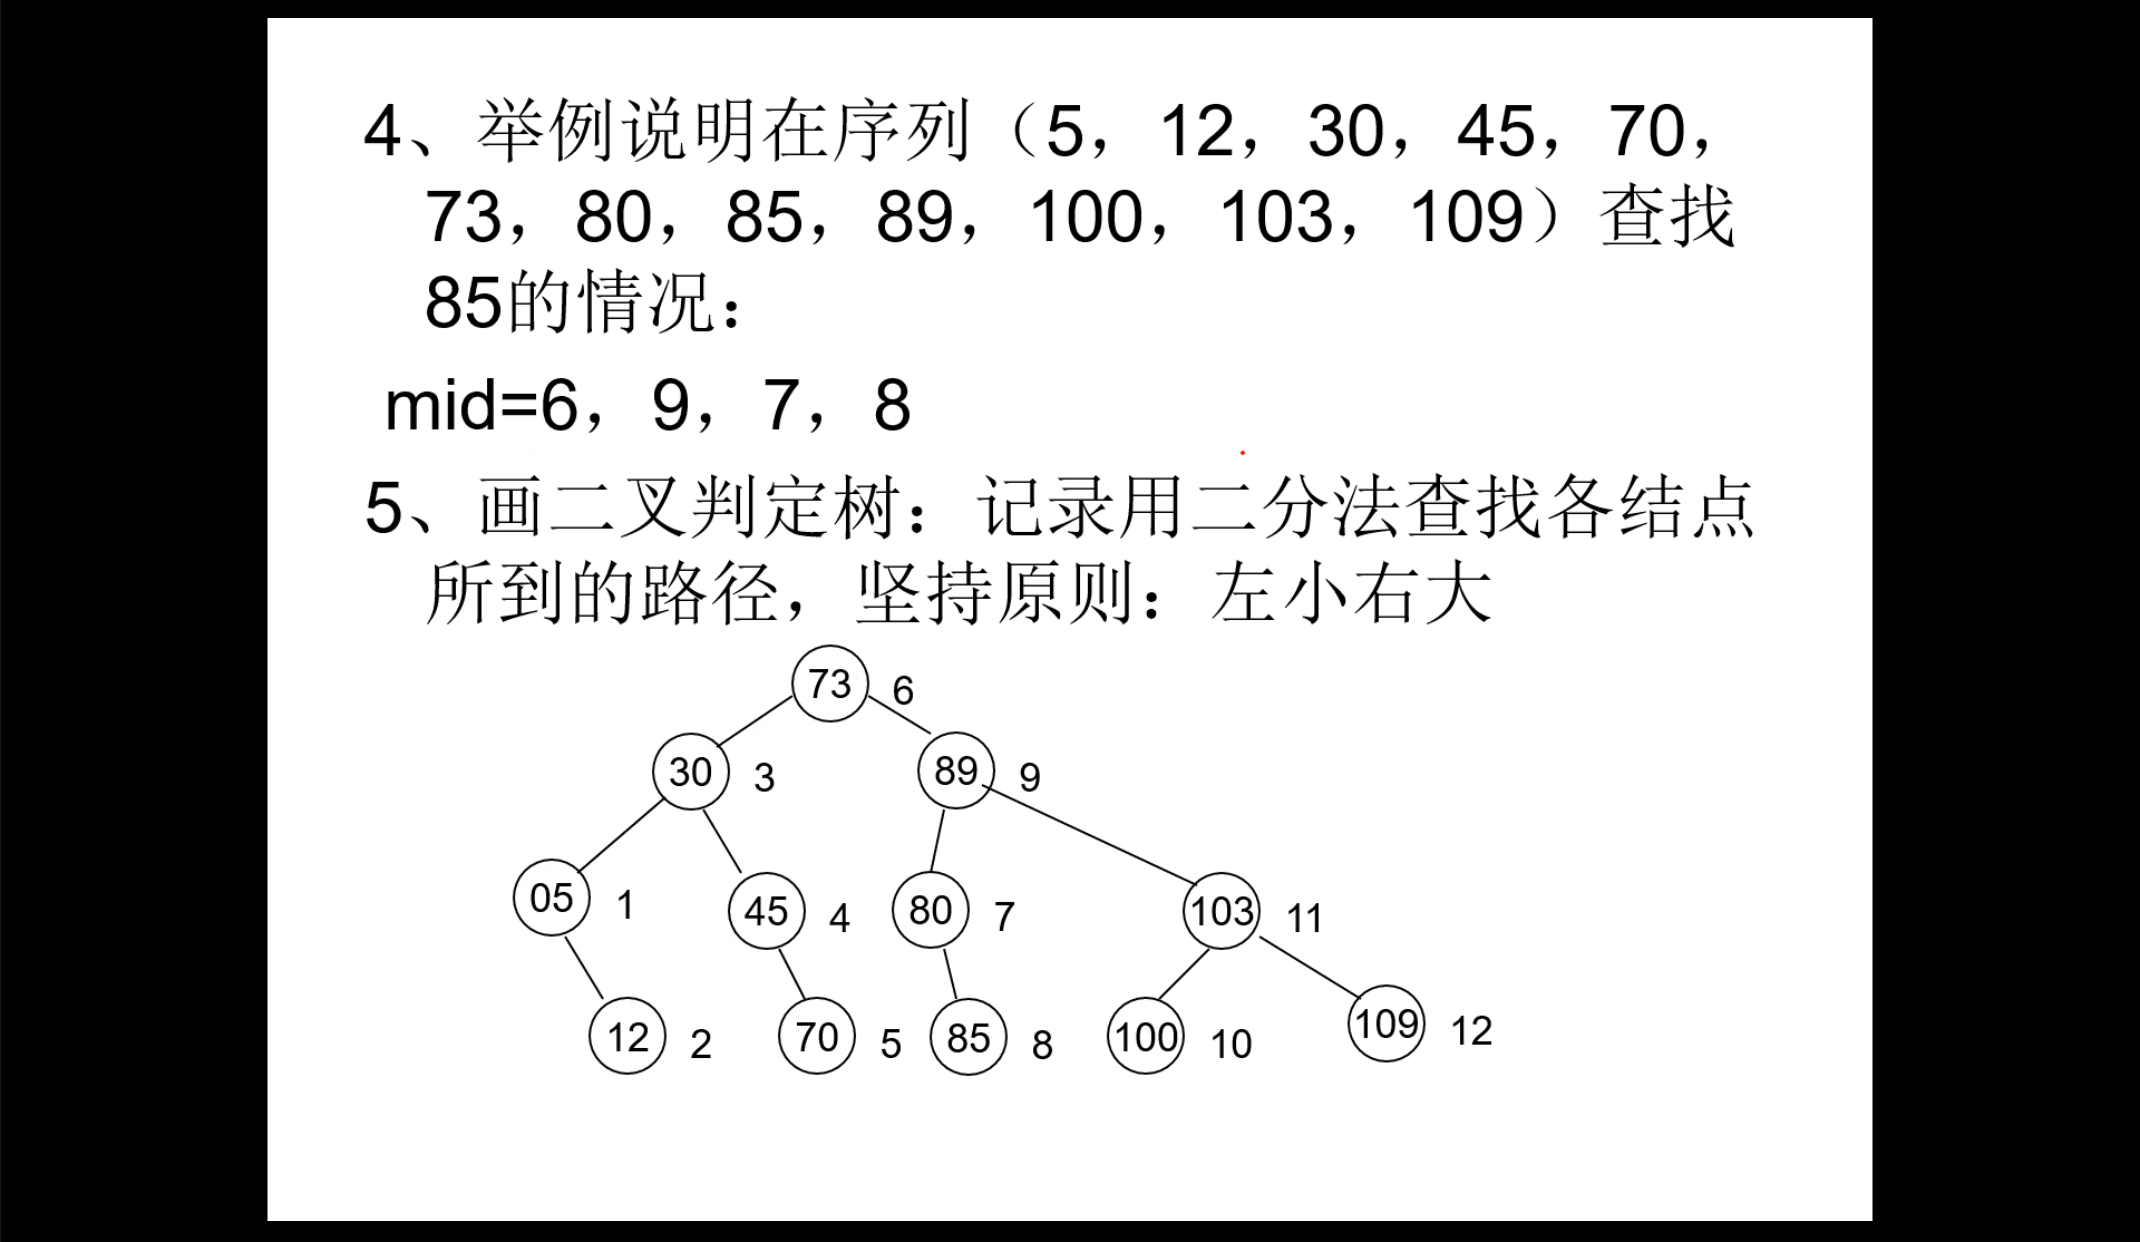 4、举例说明在序列（5，12，30，45，70，
73，80，85，89，100，103，109）查找
85的情况：
mid=6，9，7，8
5、画二叉判定树：记录用二分法查找各结点
所到的路径，坚持原则：左小右大
73 6
30 3 89 9
05 1 45 4 80 7 103 11
12 2 70 5 85 8 100 10 109 12